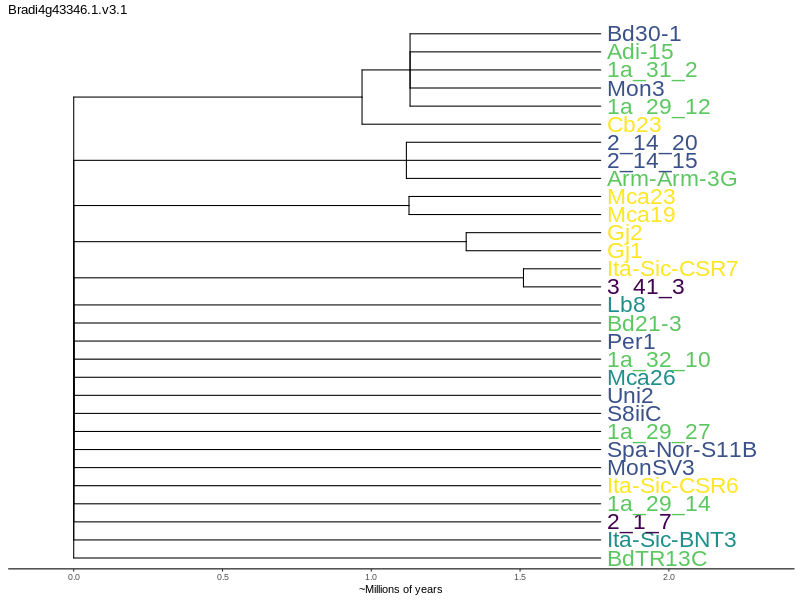 Bradi4g43346.1.v3.1
Bd30-1
Adi-15
1a_31_2
Mon3
1a_29_12
Cb23
2_14_20
2_14_15
Arm-Arm-3G
Mca23
Mca19
Gj2
Gj1
Ita-Sic-CSR7
3_41_3
Lb8
Bd21-3
Per1
1a_32_10
Mca26
Uni2
S8iiC
1a_29_27
Spa-Nor-S11B
MonSV3
Ita-Sic-CSR6
1a_29_14
2_1_7
Ita-Sic-BNT3
BdTR13C
0.0 0.5 1.0 1.5 2.0
~Millions of years